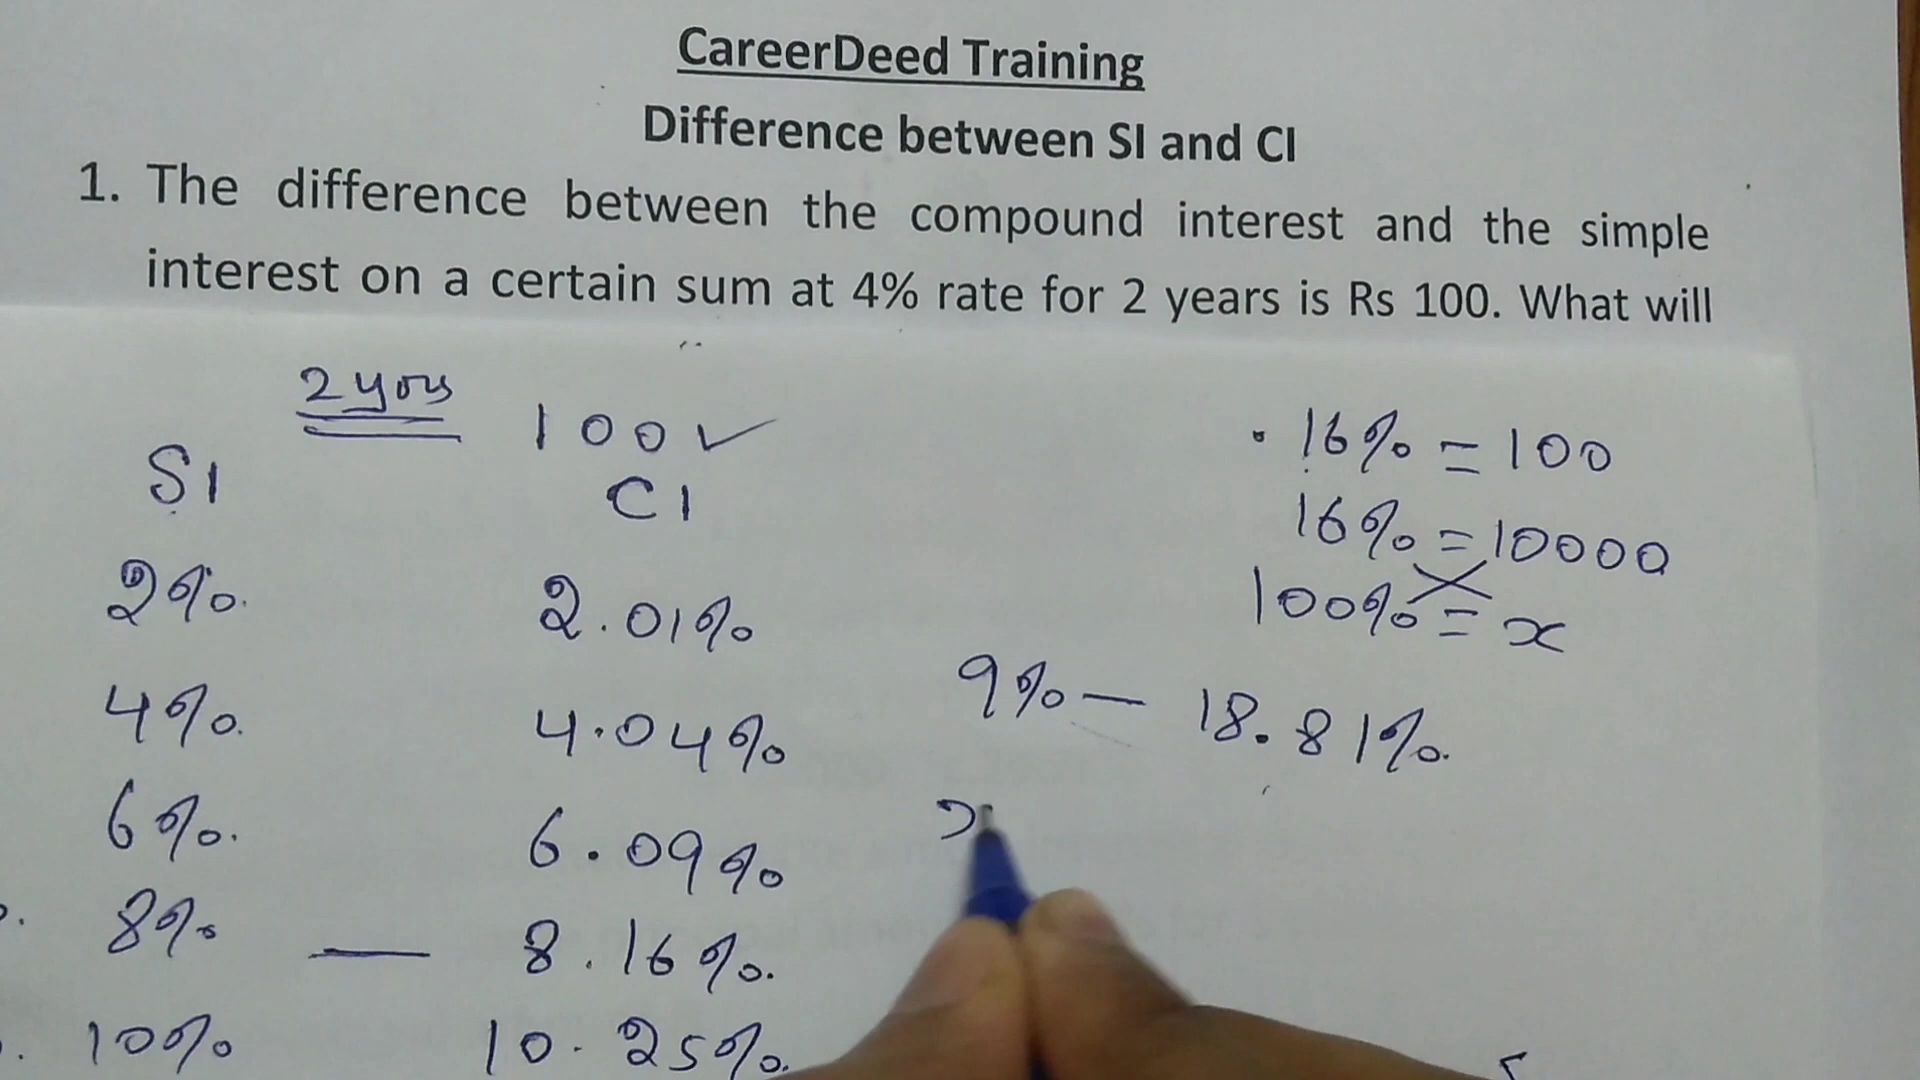 CareerDeed Training
Difference between SI and CI
1. The difference between the compound interest and the simple
interest on a certain sum at 4% rate for 2 years is Rs 100. What will
2 yors
100 ✓
SI CI
2% 2.01%
4% 4.04%
6% 6.09%
8% — 8.16%
10% 10.25%
.16% = 100
16% = 10000
100% = x
9% — 18.81%